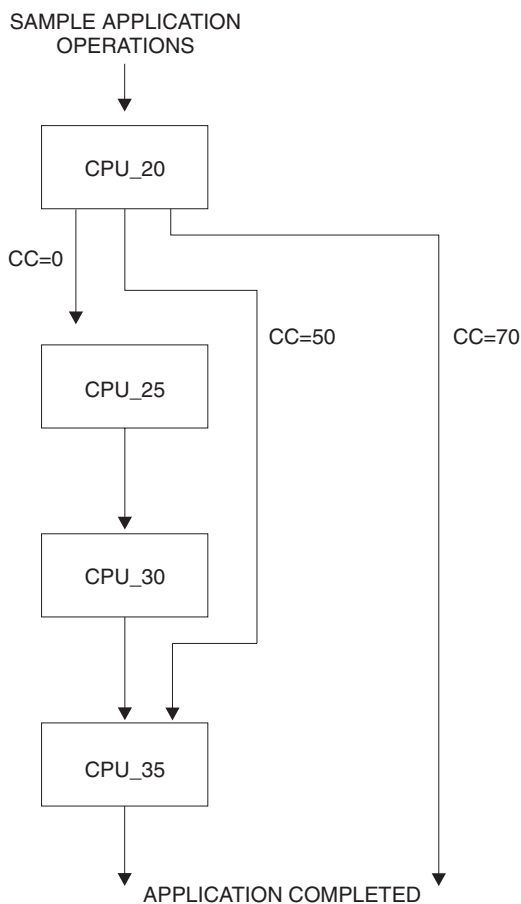 SAMPLE APPLICATION
OPERATIONS
CPU_20
CC=0
CC=50
CC=70
CPU_25
CPU_30
CPU_35
APPLICATION COMPLETED